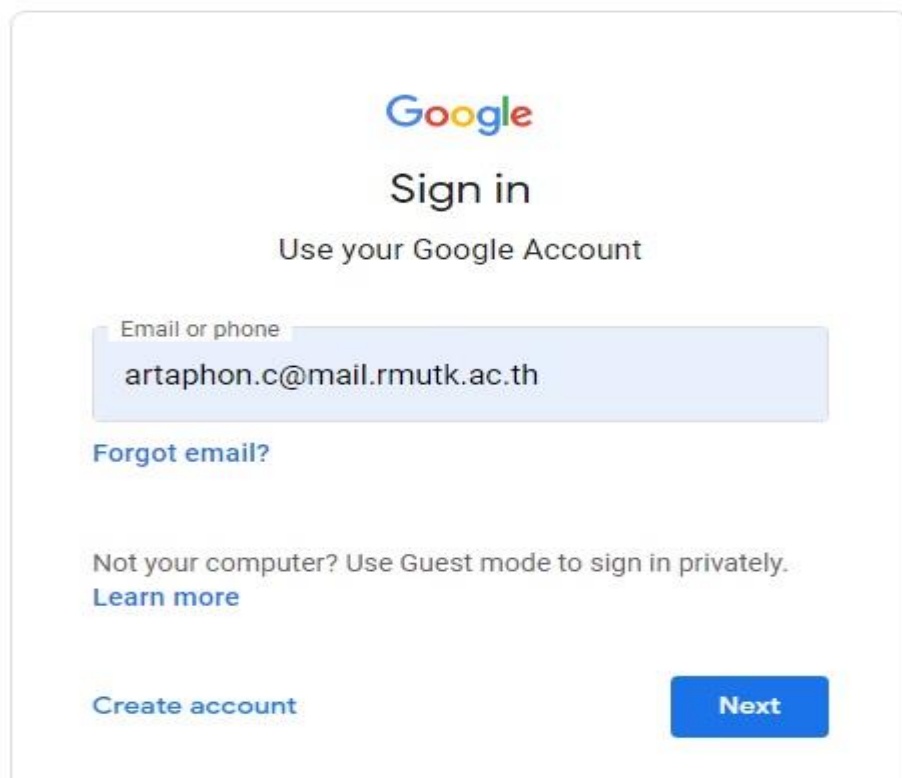 Google
Sign in
Use your Google Account
Email or phone
artaphon.c@mail.rmutk.ac.th
Forgot email?
Not your computer? Use Guest mode to sign in privately.
Learn more
Create account
Next